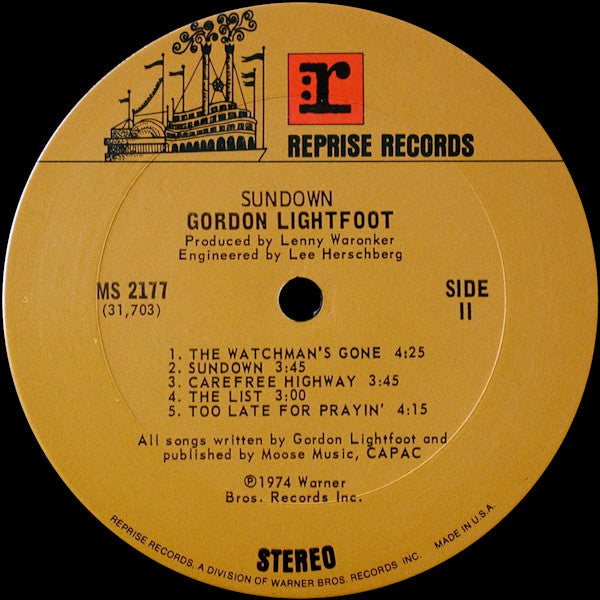 r
REPRISE RECORDS
SUNDOWN
GORDON LIGHTFOOT
Produced by Lenny Waronker
Engineered by Lee Herschberg
MS 2177
(31,703)
SIDE
II
1. THE WATCHMAN'S GONE 4:25
2. SUNDOWN 3:45
3. CAREFREE HIGHWAY 3:45
4. THE LIST 3:00
5. TOO LATE FOR PRAYIN' 4:15
All songs written by Gordon Lightfoot and
published by Moose Music, CAPAC
Ⓟ1974 Warner
Bros. Records Inc.
STEREO
REPRISE RECORDS, A DIVISION OF WARNER BROS. RECORDS INC. MADE IN U.S.A.